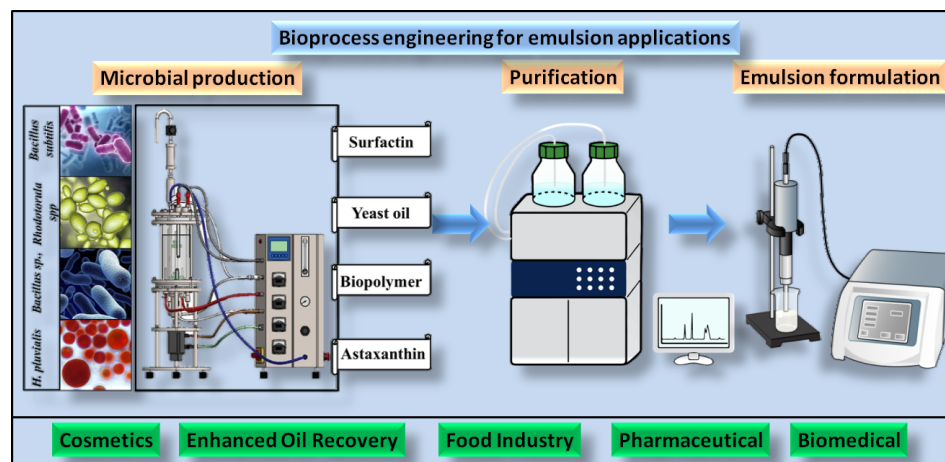 Bioprocess engineering for emulsion applications
Microbial production
Purification
Emulsion formulation
Bacillus
subtilis
Rhodotorula
spp
Bacillus sp.,
H. pluvialis
Surfactin
Yeast oil
Biopolymer
Astaxanthin
Cosmetics
Enhanced Oil Recovery
Food Industry
Pharmaceutical
Biomedical